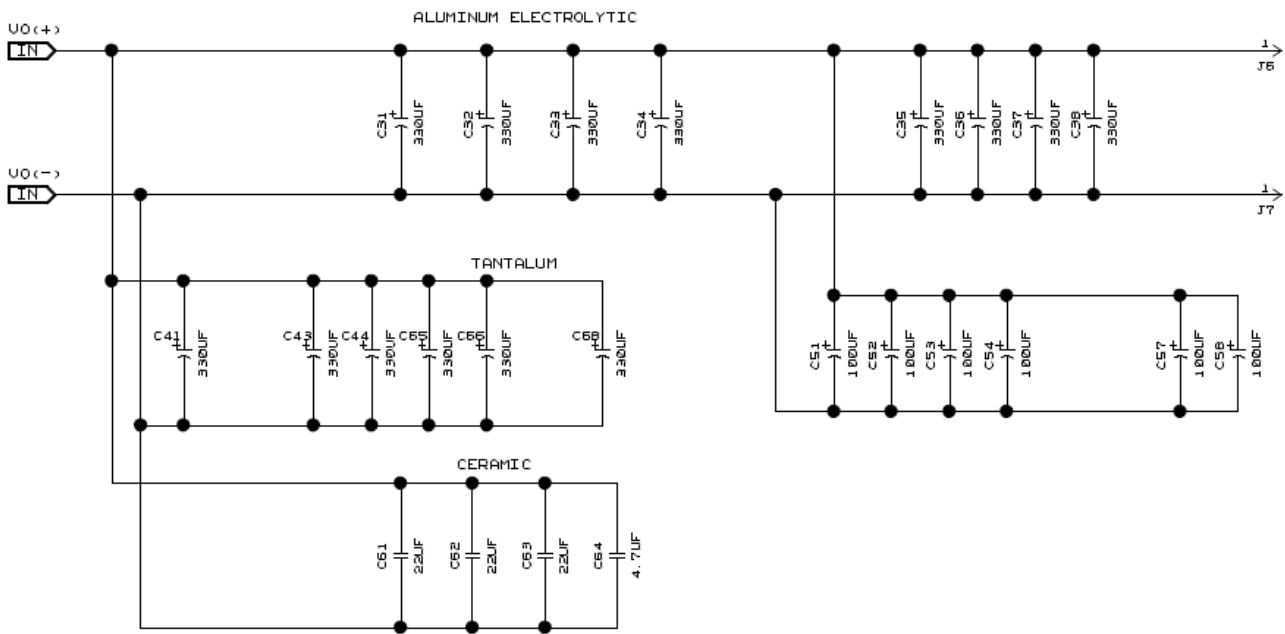 ALUMINUM ELECTROLYTIC
VO(+)
IN
1
J6
C31
330UF
C32
330UF
C33
330UF
C34
330UF
C35
330UF
C36
330UF
C37
330UF
C38
330UF
VO(-)
IN
1
J7
TANTALUM
C41
330UF
C43
330UF
C44
330UF
C65
330UF
C66
330UF
C68
330UF
C51
100UF
C52
100UF
C53
100UF
C54
100UF
C57
100UF
C58
100UF
CERAMIC
C61
22UF
C62
22UF
C63
22UF
C64
4.7UF